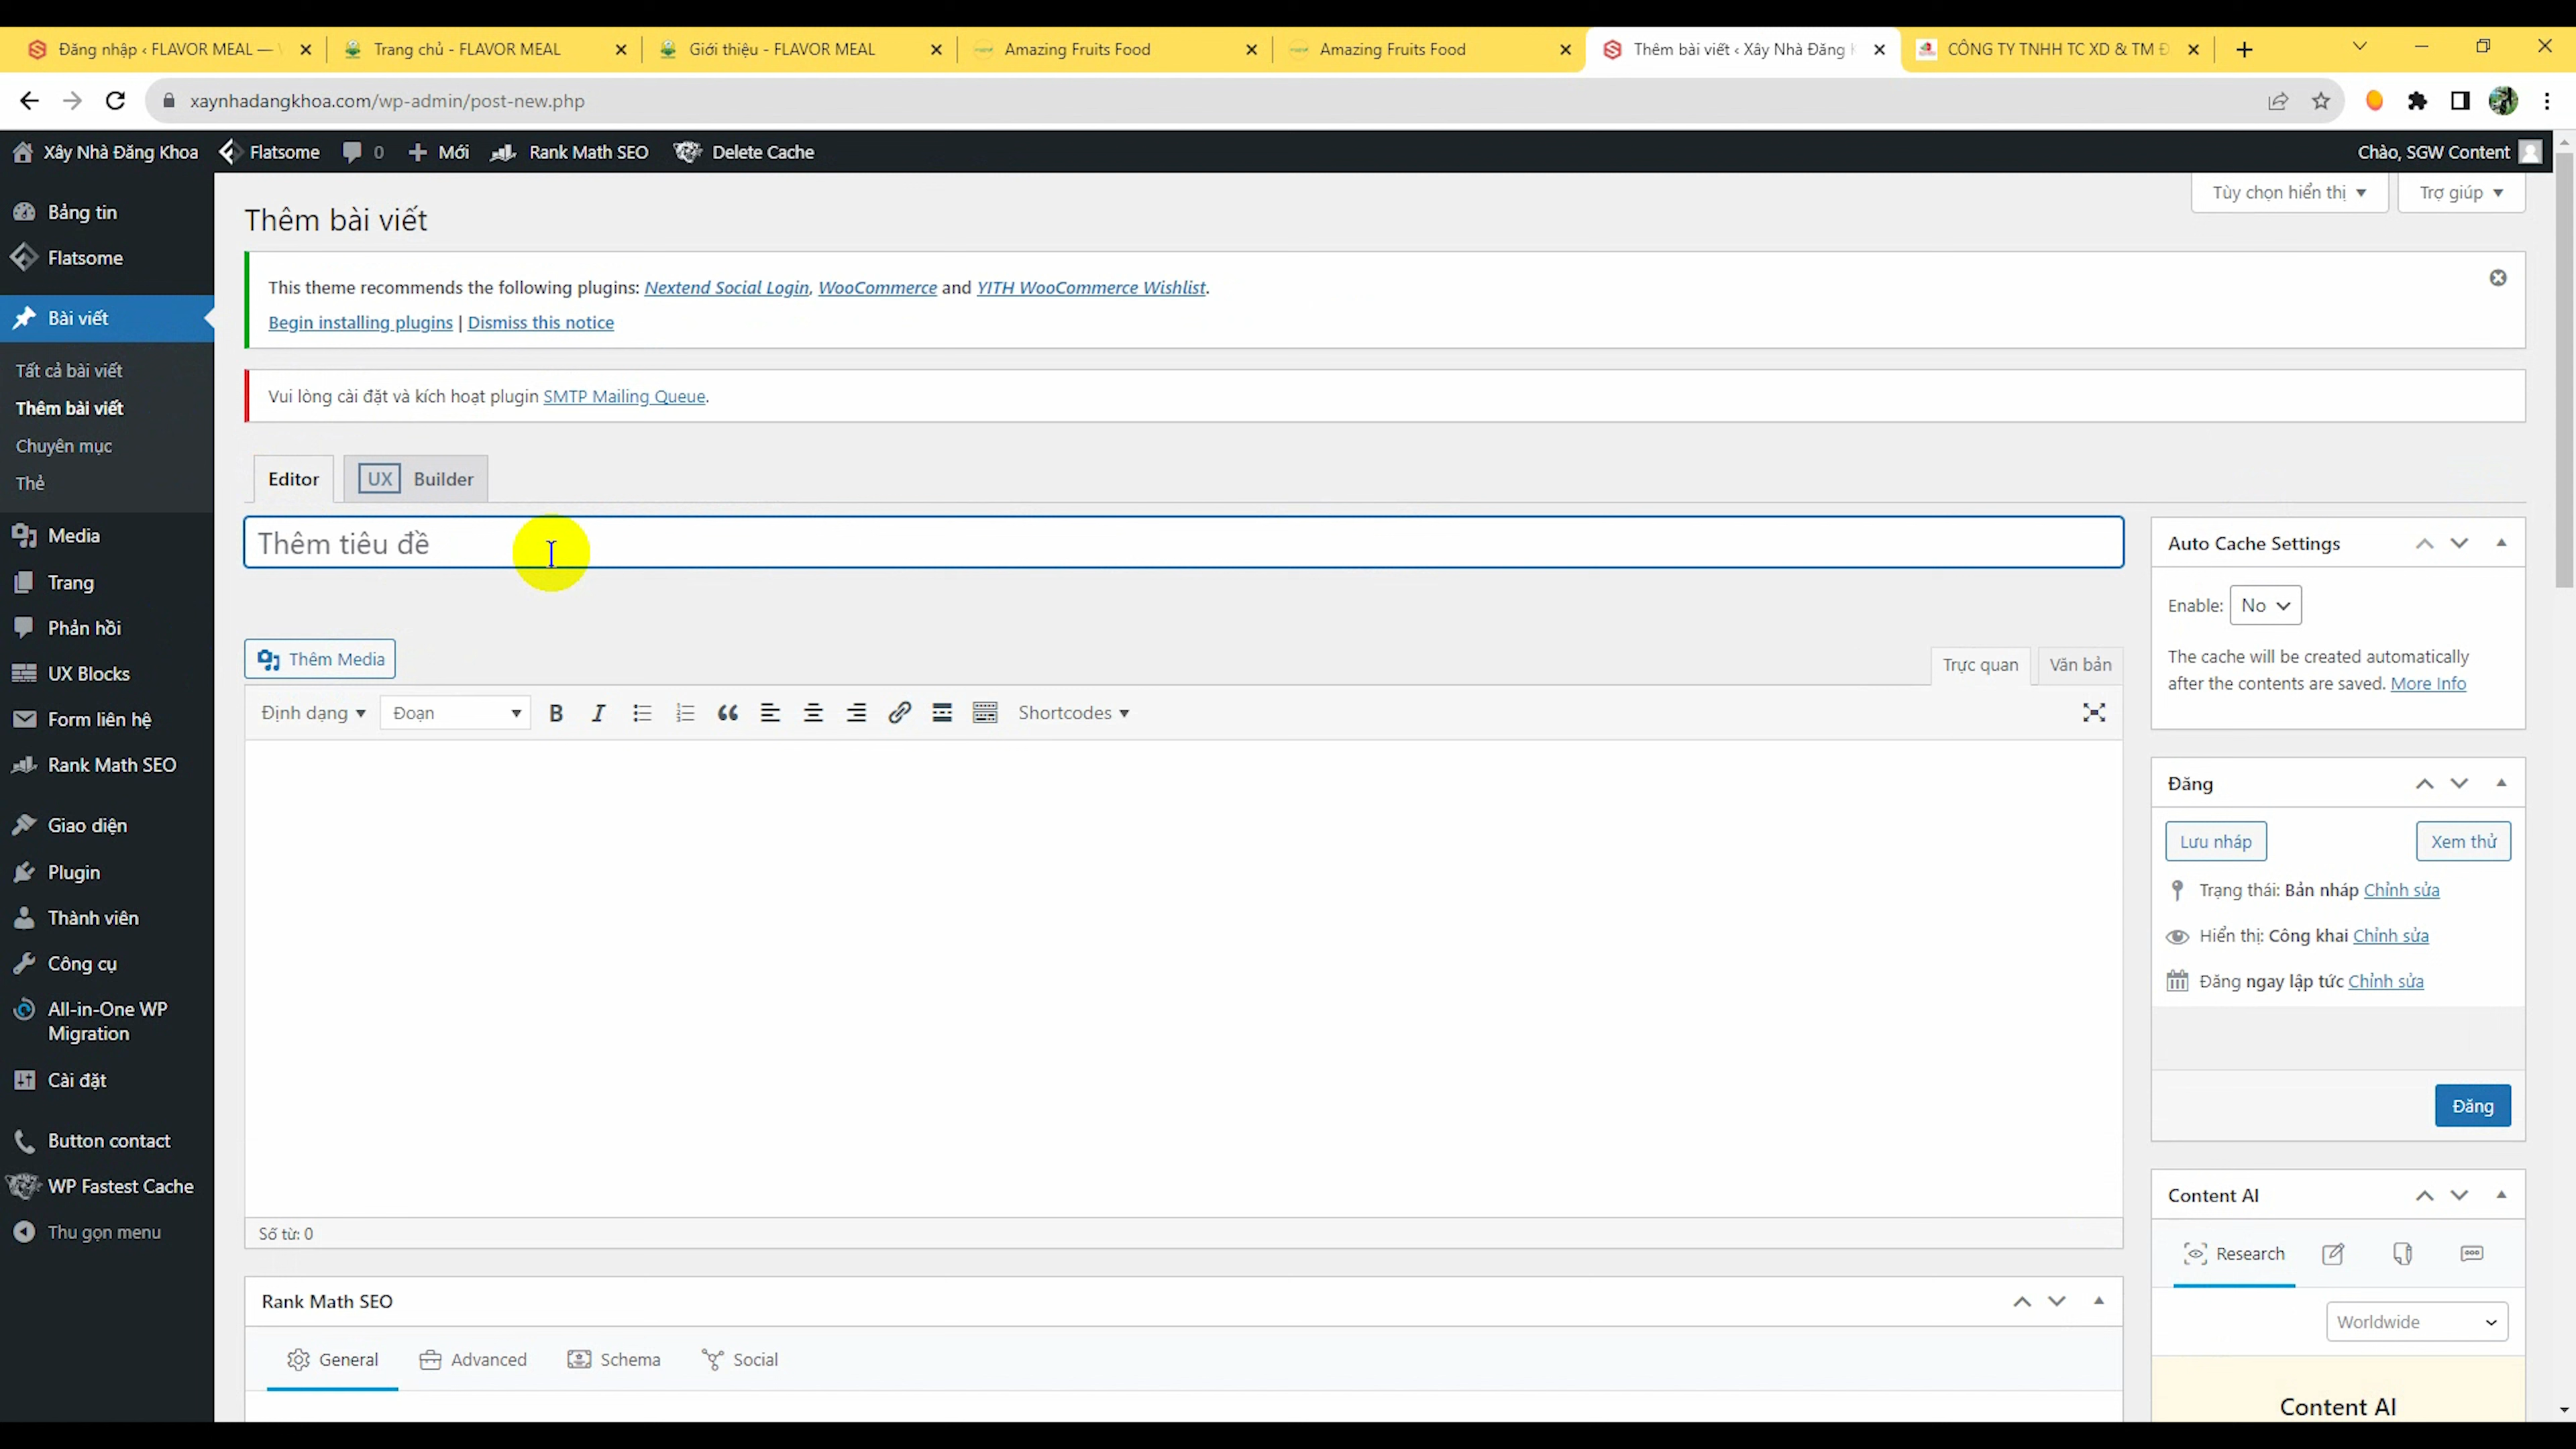 Đăng nhập ‹ FLAVOR MEAL —
Trang chủ - FLAVOR MEAL
Giới thiệu - FLAVOR MEAL
Amazing Fruits Food
Amazing Fruits Food
Thêm bài viết ‹ Xây Nhà Đăng
CÔNG TY TNHH TC XD & TM Đ
xaynhadangkhoa.com/wp-admin/post-new.php
Xây Nhà Đăng Khoa
Flatsome
0
Mới
Rank Math SEO
Delete Cache
Chào, SGW Content
Tùy chọn hiển thị
Trợ giúp
Bảng tin
Flatsome
Bài viết
Tất cả bài viết
Thêm bài viết
Chuyên mục
Thẻ
Media
Trang
Phản hồi
UX Blocks
Form liên hệ
Rank Math SEO
Giao diện
Plugin
Thành viên
Công cụ
All-in-One WP
Migration
Cài đặt
Button contact
WP Fastest Cache
Thu gọn menu
Thêm bài viết
This theme recommends the following plugins: Nextend Social Login, WooCommerce and YITH WooCommerce Wishlist.
Begin installing plugins | Dismiss this notice
Vui lòng cài đặt và kích hoạt plugin SMTP Mailing Queue.
Editor
UX Builder
Thêm tiêu đề
Thêm Media
Trực quan
Văn bản
Định dạng
Đoạn
B
I
Shortcodes
Số từ: 0
Rank Math SEO
General
Advanced
Schema
Social
Auto Cache Settings
Enable: No
The cache will be created automatically
after the contents are saved. More Info
Đăng
Lưu nháp
Xem thử
Trạng thái: Bản nháp Chỉnh sửa
Hiển thị: Công khai Chỉnh sửa
Đăng ngay lập tức Chỉnh sửa
Đăng
Content AI
Research
Worldwide
Content AI